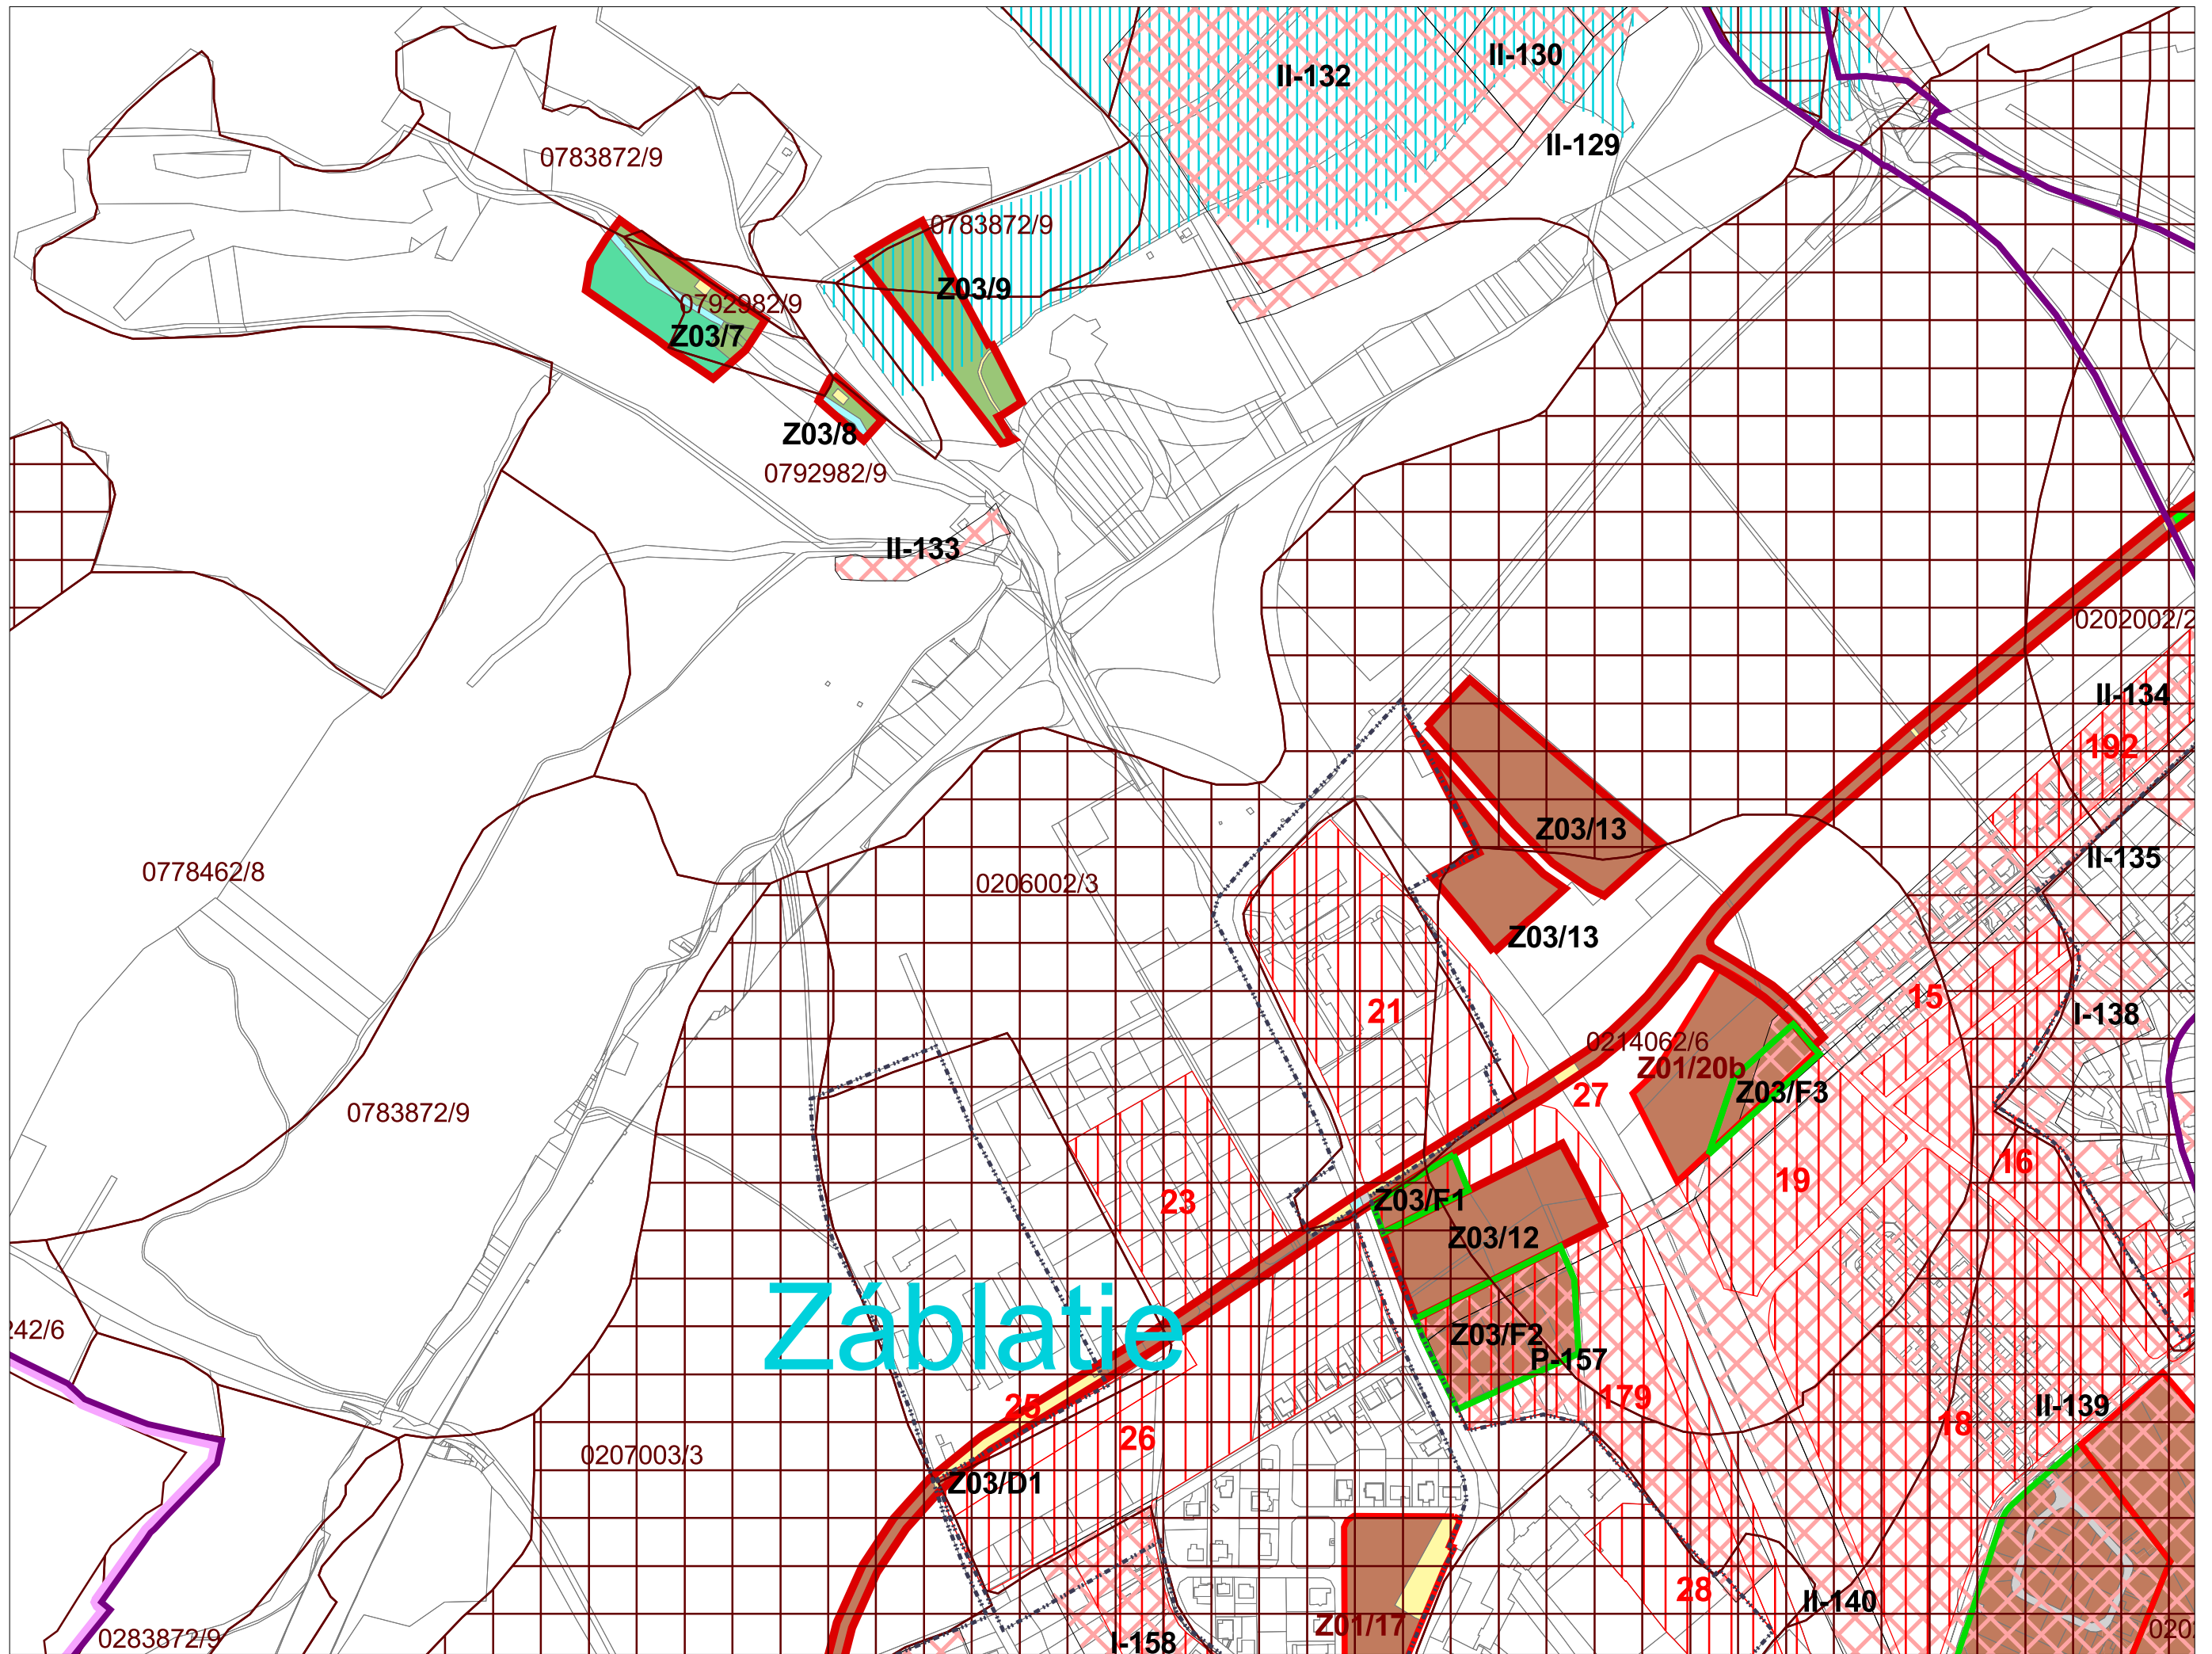 II-130
II-132
II-129
0783872/9
0783872/9
Z03/9
0792982/9
Z03/7
Z03/8
0792982/9
II-133
0202002/2
II-134
192
Z03/13
II-135
0778462/8
0206002/3
Z03/13
15
21
I-138
0214062/6
Z01/20b
27
Z03/F3
0783872/9
16
19
23
Z03/F1
Z03/12
242/6
Záblatie
Z03/F2
P-157
179
25
II-139
18
26
0207003/3
Z03/D1
28
II-140
Z01/17
0283872/9
I-158